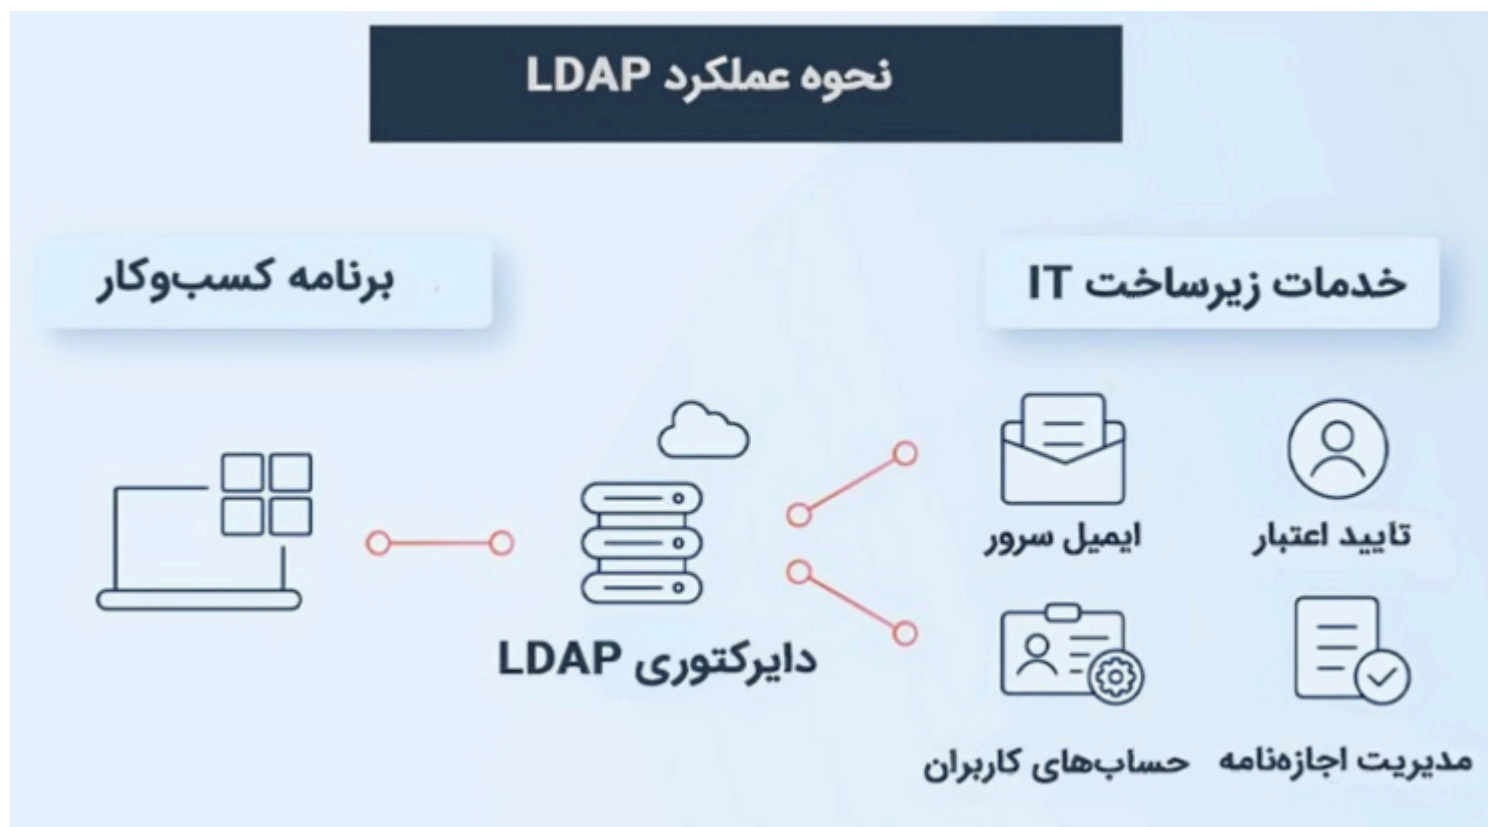 نحوه عملکرد LDAP
خدمات زیرساخت IT
برنامه کسب‌وکار
تایید اعتبار
ایمیل سرور
دایرکتوری LDAP
مدیریت اجازه‌نامه
حساب‌های کاربران